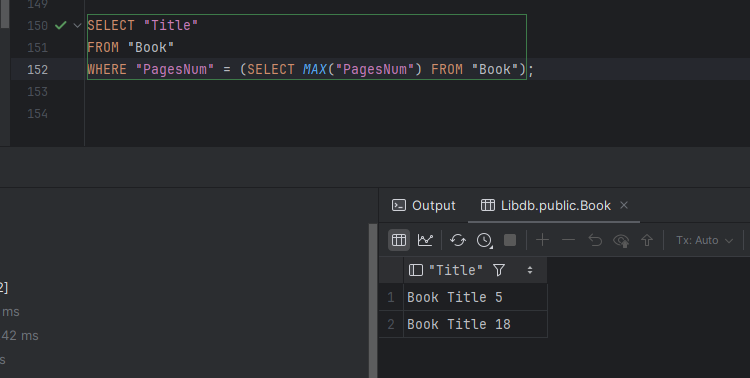 149
150 SELECT "Title"
151 FROM "Book"
152 WHERE "PagesNum" = (SELECT MAX("PagesNum") FROM "Book");
153
154
Output Libdb.public.Book ×
Tx: Auto
"Title"
1 Book Title 5
2 Book Title 18
2]
ms
42 ms
s